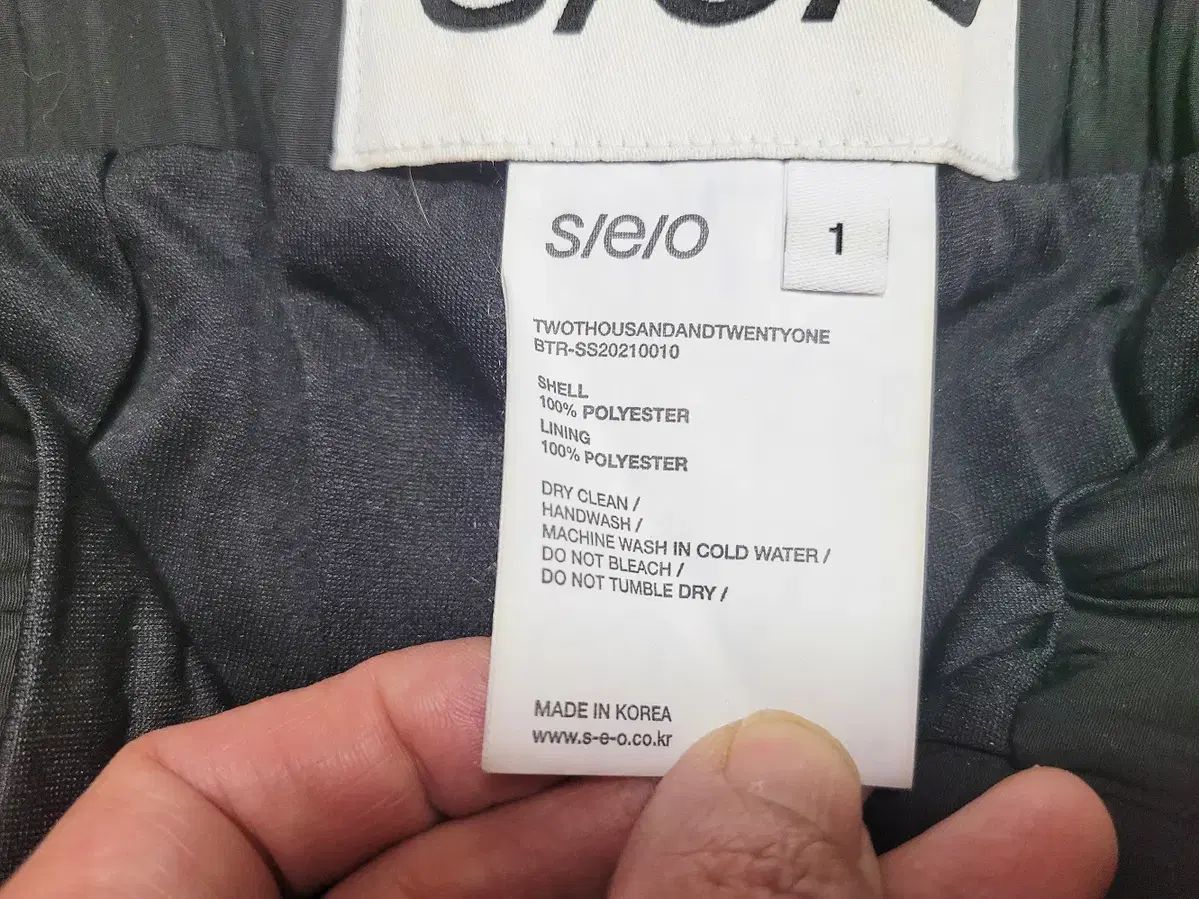 s/e/o
s/e/o
1
TWOTHOUSANDANDTWENTYONE
BTR-SS20210010
SHELL
100% POLYESTER
LINING
100% POLYESTER
DRY CLEAN /
HANDWASH /
MACHINE WASH IN COLD WATER /
DO NOT BLEACH /
DO NOT TUMBLE DRY /
MADE IN KOREA
www.s-e-o.co.kr